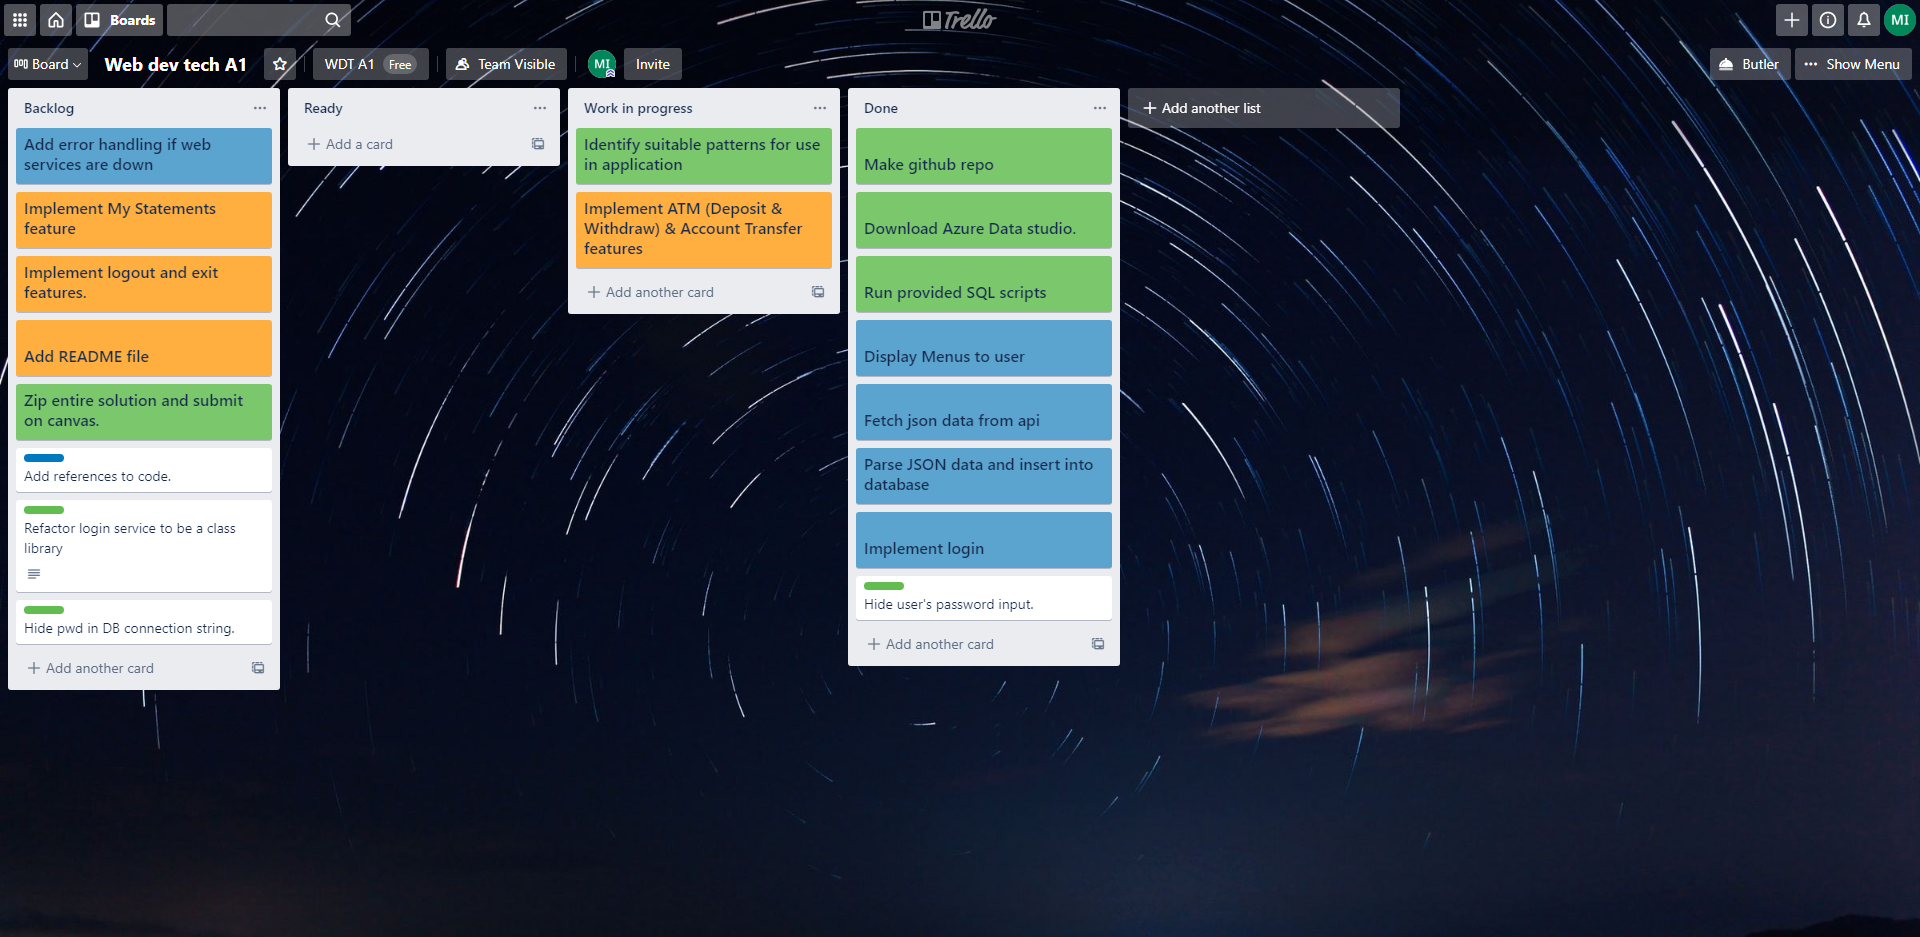 Boards
Trello
MI
Board
Web dev tech A1
WDT A1 Free
Team Visible
MI
Invite
Butler
Show Menu
Backlog
Add error handling if web
services are down
Implement My Statements
feature
Implement logout and exit
features.
Add README file
Zip entire solution and submit
on canvas.
Add references to code.
Refactor login service to be a class
library
Hide pwd in DB connection string.
Add another card
Ready
Add a card
Work in progress
Identify suitable patterns for use
in application
Implement ATM (Deposit &
Withdraw) & Account Transfer
features
Add another card
Done
Make github repo
Download Azure Data studio.
Run provided SQL scripts
Display Menus to user
Fetch json data from api
Parse JSON data and insert into
database
Implement login
Hide user's password input.
Add another card
Add another list